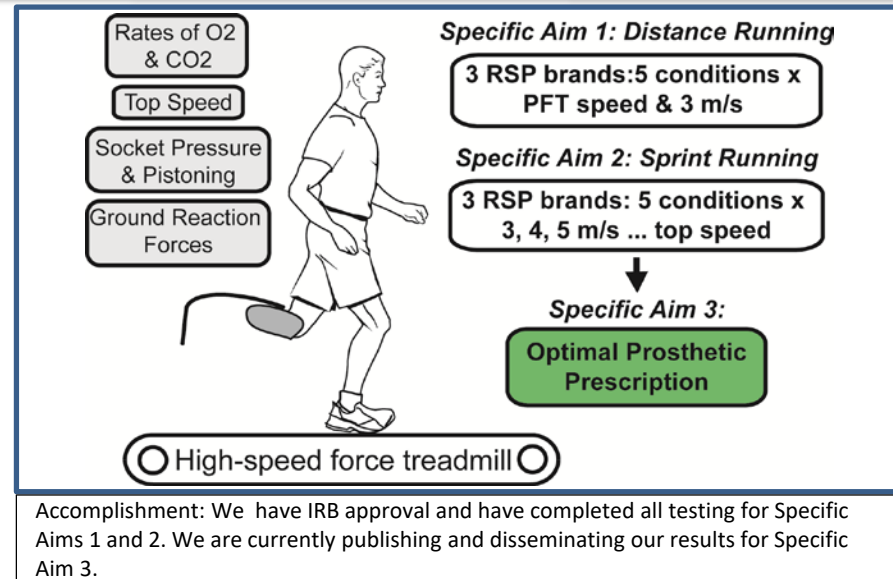 Rates of O2
& CO2
Top Speed
Socket Pressure
& Pistoning
Ground Reaction
Forces
Specific Aim 1: Distance Running
3 RSP brands:5 conditions x
PFT speed & 3 m/s
Specific Aim 2: Sprint Running
3 RSP brands: 5 conditions x
3, 4, 5 m/s ... top speed
Specific Aim 3:
Optimal Prosthetic
Prescription
High-speed force treadmill
Accomplishment: We have IRB approval and have completed all testing for Specific
Aims 1 and 2. We are currently publishing and disseminating our results for Specific
Aim 3.